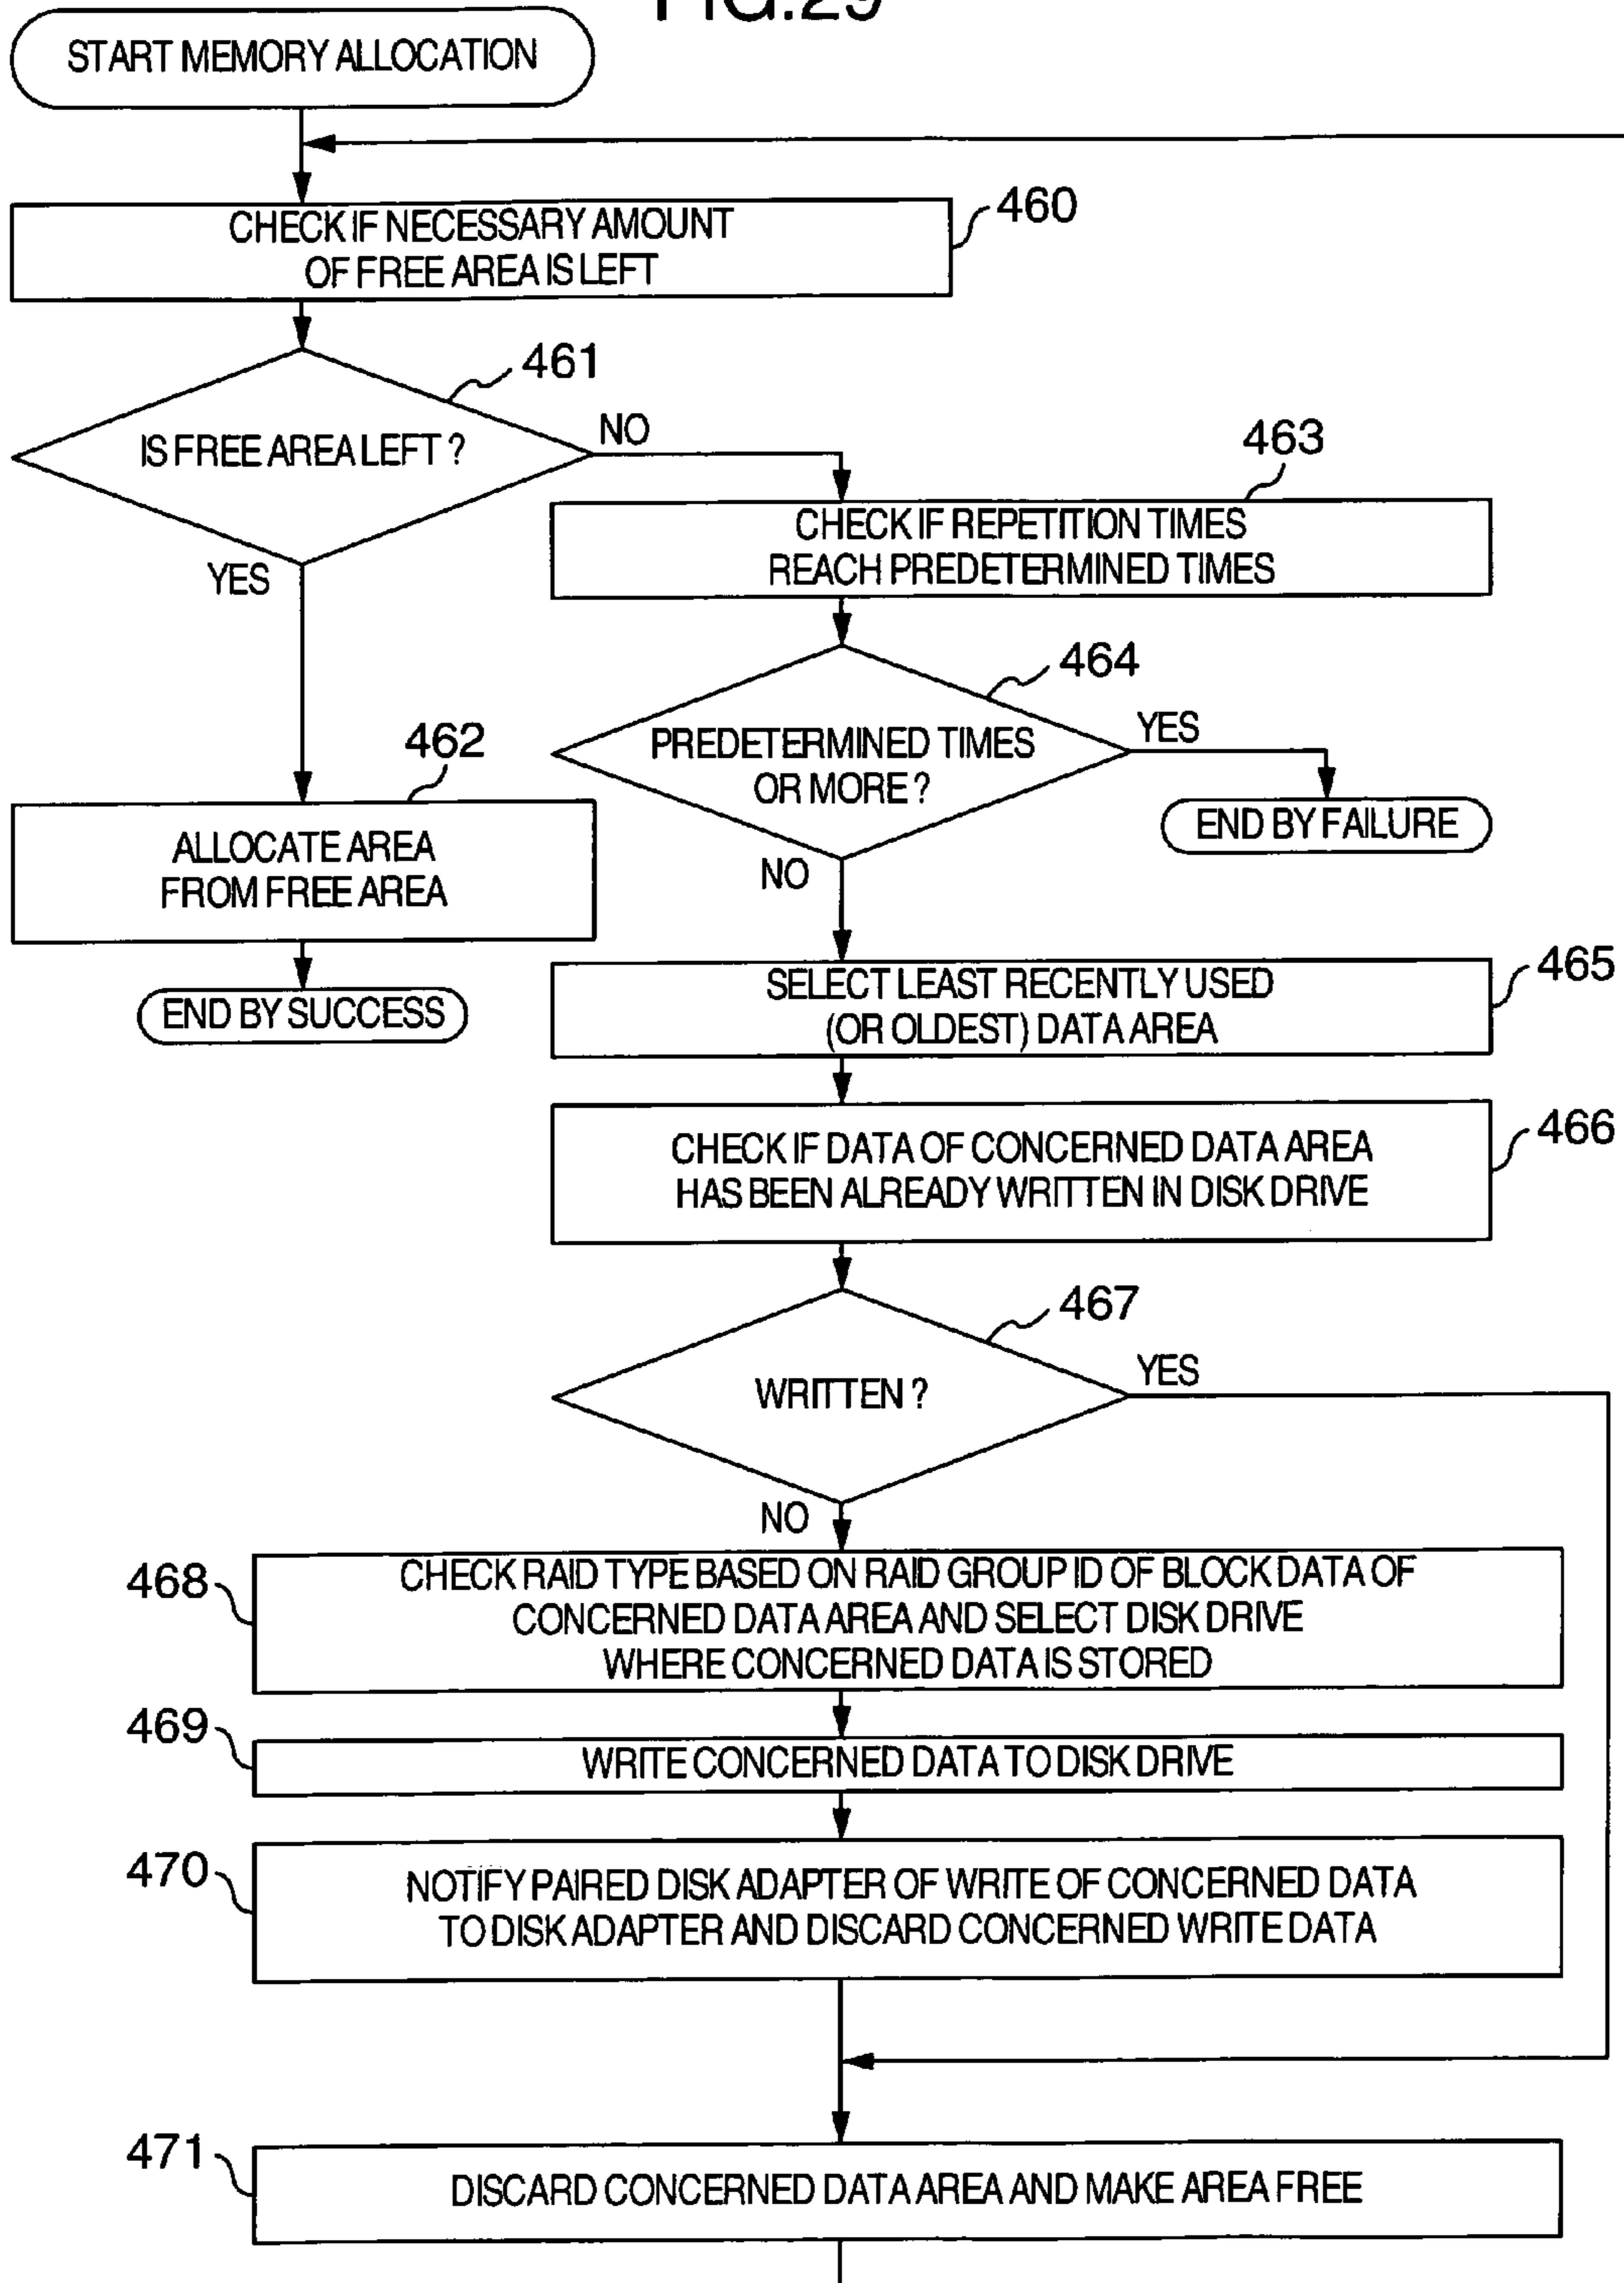 FIG.29
START MEMORY ALLOCATION
CHECK IF NECESSARY AMOUNT
OF FREE AREA IS LEFT
460
IS FREE AREA LEFT ?
461
NO
YES
463
CHECK IF REPETITION TIMES
REACH PREDETERMINED TIMES
464
PREDETERMINED TIMES
OR MORE ?
YES
NO
END BY FAILURE
462
ALLOCATE AREA
FROM FREE AREA
END BY SUCCESS
SELECT LEAST RECENTLY USED
(OR OLDEST) DATA AREA
465
CHECK IF DATA OF CONCERNED DATA AREA
HAS BEEN ALREADY WRITTEN IN DISK DRIVE
466
467
WRITTEN ?
YES
NO
468
CHECK RAID TYPE BASED ON RAID GROUP ID OF BLOCK DATA OF
CONCERNED DATA AREA AND SELECT DISK DRIVE
WHERE CONCERNED DATA IS STORED
469
WRITE CONCERNED DATA TO DISK DRIVE
470
NOTIFY PAIRED DISK ADAPTER OF WRITE OF CONCERNED DATA
TO DISK ADAPTER AND DISCARD CONCERNED WRITE DATA
471
DISCARD CONCERNED DATA AREA AND MAKE AREA FREE